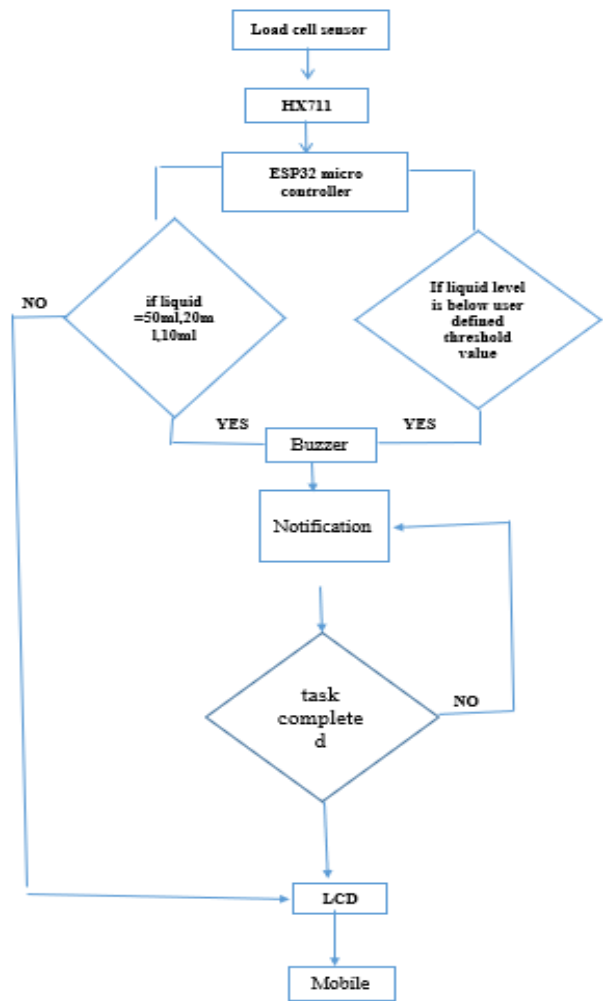 Load cell sensor
HX711
ESP32 micro
controller
NO
if liquid
=50ml,20m
l,10ml
If liquid level
is below user
defined
threshold
value
YES
Buzzer
YES
Notification
task
complete
d
NO
LCD
Mobile